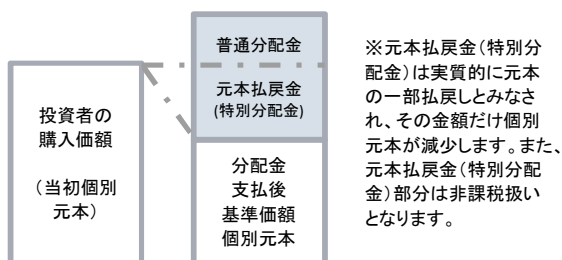 普通分配金
元本払戻金
(特別分配金)
投資者の
購入価額
(当初個別
元本)
分配金
支払後
基準価額
個別元本
※元本払戻金(特別分
配金)は実質的に元本
の一部払戻しとみなさ
れ、その金額だけ個別
元本が減少します。また、
元本払戻金(特別分配
金)部分は非課税扱い
となります。